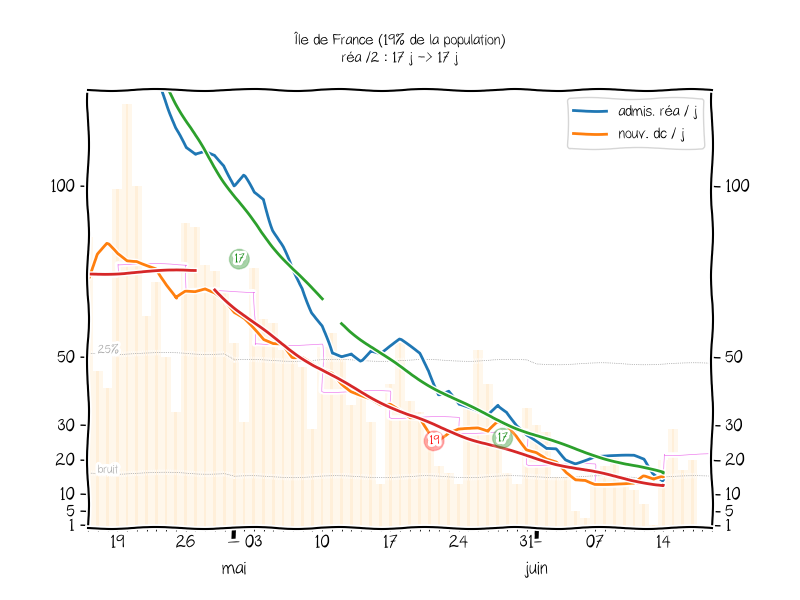 Île de France (19% de la population)
réa /2 : 17 j -> 17 j
admis. réa / j
nouv. dc / j
100
100
17
25%
50
50
30
30
19
17
20
20
bruit
10
10
5
5
1
1
19 26 03 10 17 24 31 07 14
mai juin